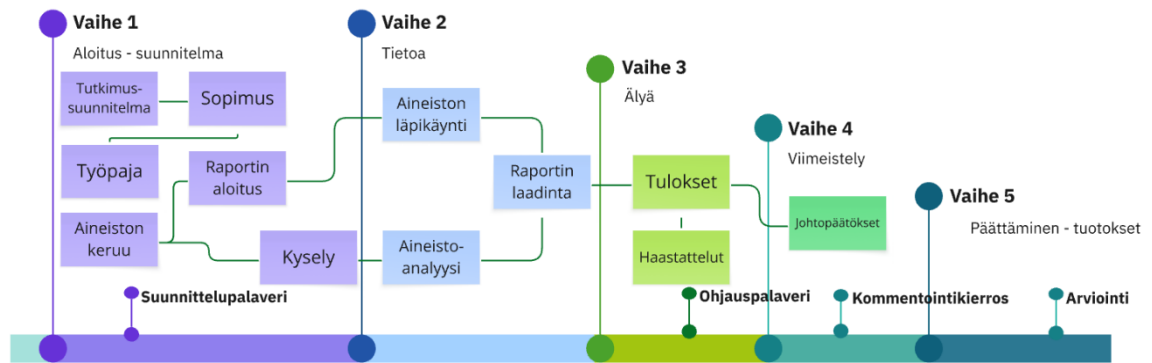 Vaihe 1
Aloitus - suunnitelma
Tutkimus-
suunnitelma
Sopimus
Työpaja
Raportin
aloitus
Aineiston
keruu
Kysely
Suunnittelupalaveri
Vaihe 2
Tietoa
Aineiston
läpikäynti
Raportin
laadinta
Aineisto-
analyysi
Vaihe 3
Älyä
Tulokset
Haastattelut
Ohjauspalaveri
Vaihe 4
Viimeistely
Johtopäätökset
Kommentointikierros
Vaihe 5
Päättäminen - tuotokset
Arviointi